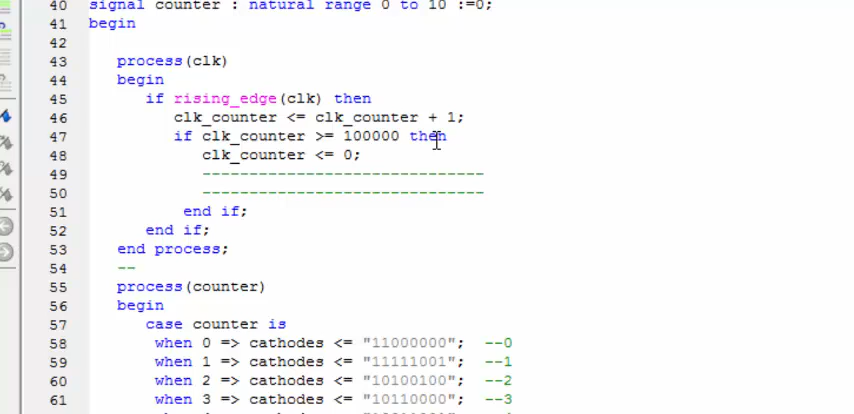 40 signal counter : natural range 0 to 10 :=0;
41 begin
42
43 process(clk)
44 begin
45 if rising_edge(clk) then
46 clk_counter <= clk_counter + 1;
47 if clk_counter >= 100000 then
48 clk_counter <= 0;
49 ------------------------------
50 ------------------------------
51 end if;
52 end if;
53 end process;
54 --
55 process(counter)
56 begin
57 case counter is
58 when 0 => cathodes <= "11000000"; --0
59 when 1 => cathodes <= "11111001"; --1
60 when 2 => cathodes <= "10100100"; --2
61 when 3 => cathodes <= "10110000"; --3